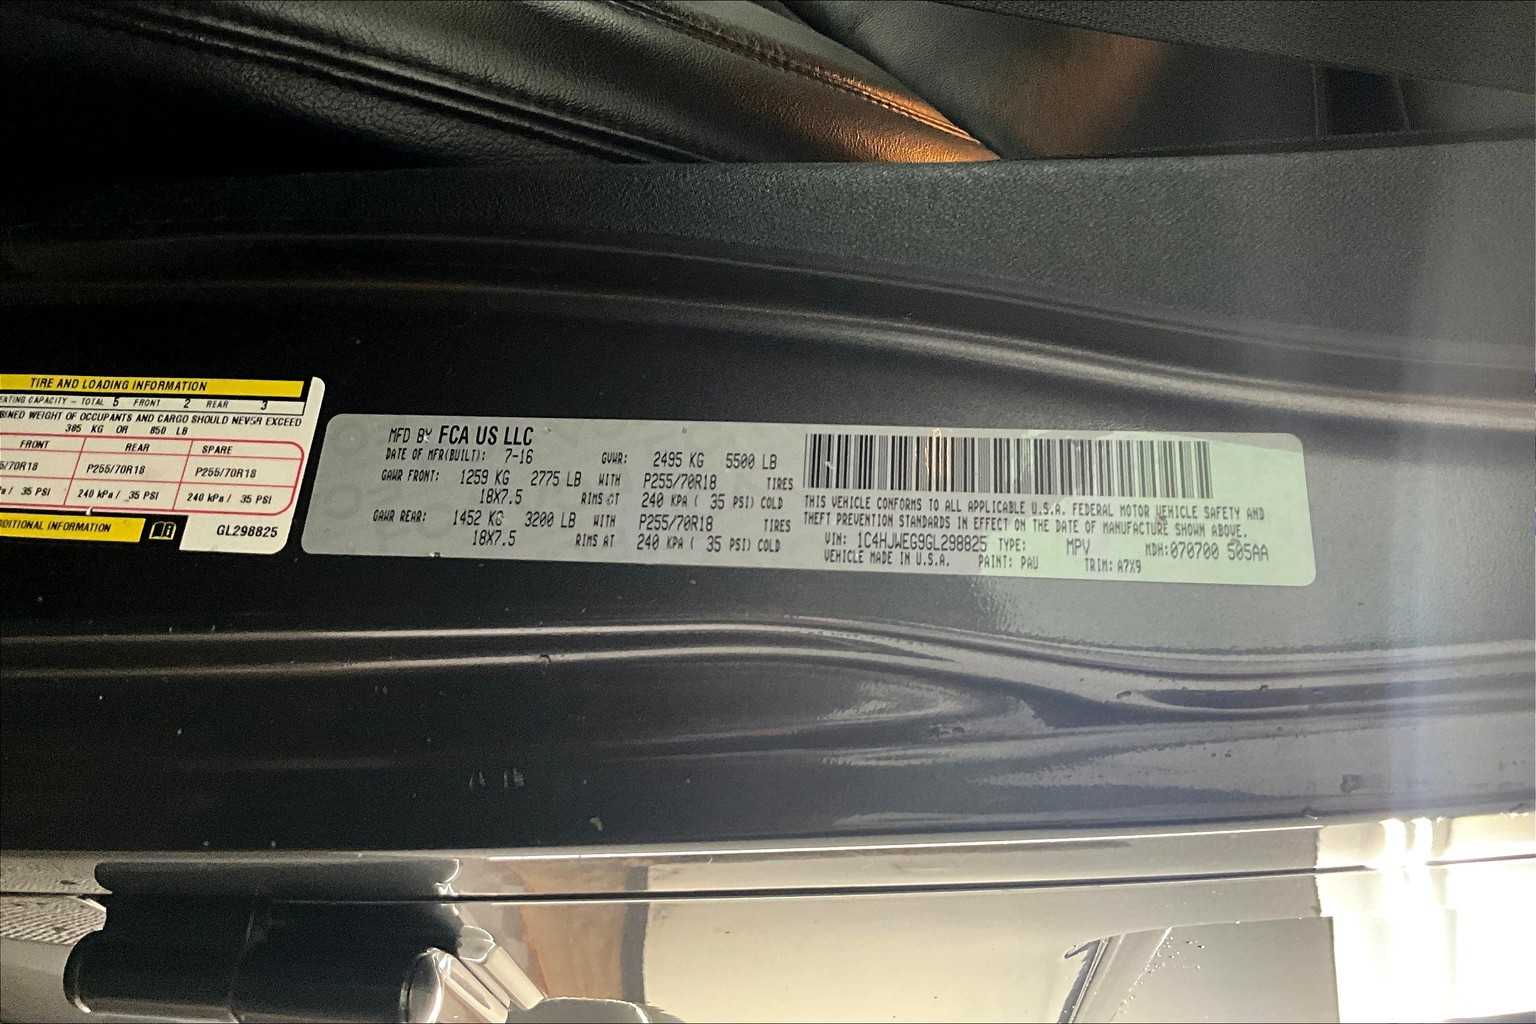 TIRE AND LOADING INFORMATION
EATING CAPACITY - TOTAL 5 FRONT 2 REAR 3
BINED WEIGHT OF OCCUPANTS AND CARGO SHOULD NEVER EXCEED
385 KG OR 850 LB
FRONT REAR SPARE
55/70R18 P255/70R18 P255/70R18
Pa / 35 PSI 240 kPa / 35 PSI 240 kPa / 35 PSI
DDITIONAL INFORMATION
GL298825
MFD BY FCA US LLC
DATE OF MFR(BUILT): 7-16 GVWR: 2495 KG 5500 LB
GAWR FRONT: 1259 KG 2775 LB WITH P255/70R18 TIRES
18X7.5 RIMS AT 240 KPA ( 35 PSI) COLD
GAWR REAR: 1452 KG 3200 LB WITH P255/70R18 TIRES
18X7.5 RIMS AT 240 KPA ( 35 PSI) COLD
THIS VEHICLE CONFORMS TO ALL APPLICABLE U.S.A. FEDERAL MOTOR VEHICLE SAFETY AND
THEFT PREVENTION STANDARDS IN EFFECT ON THE DATE OF MANUFACTURE SHOWN ABOVE.
VIN: 1C4HJWEG9GL298825 TYPE: MPV MDH:070700 505AA
VEHICLE MADE IN U.S.A. PAINT: PAU TRIM: A7X9